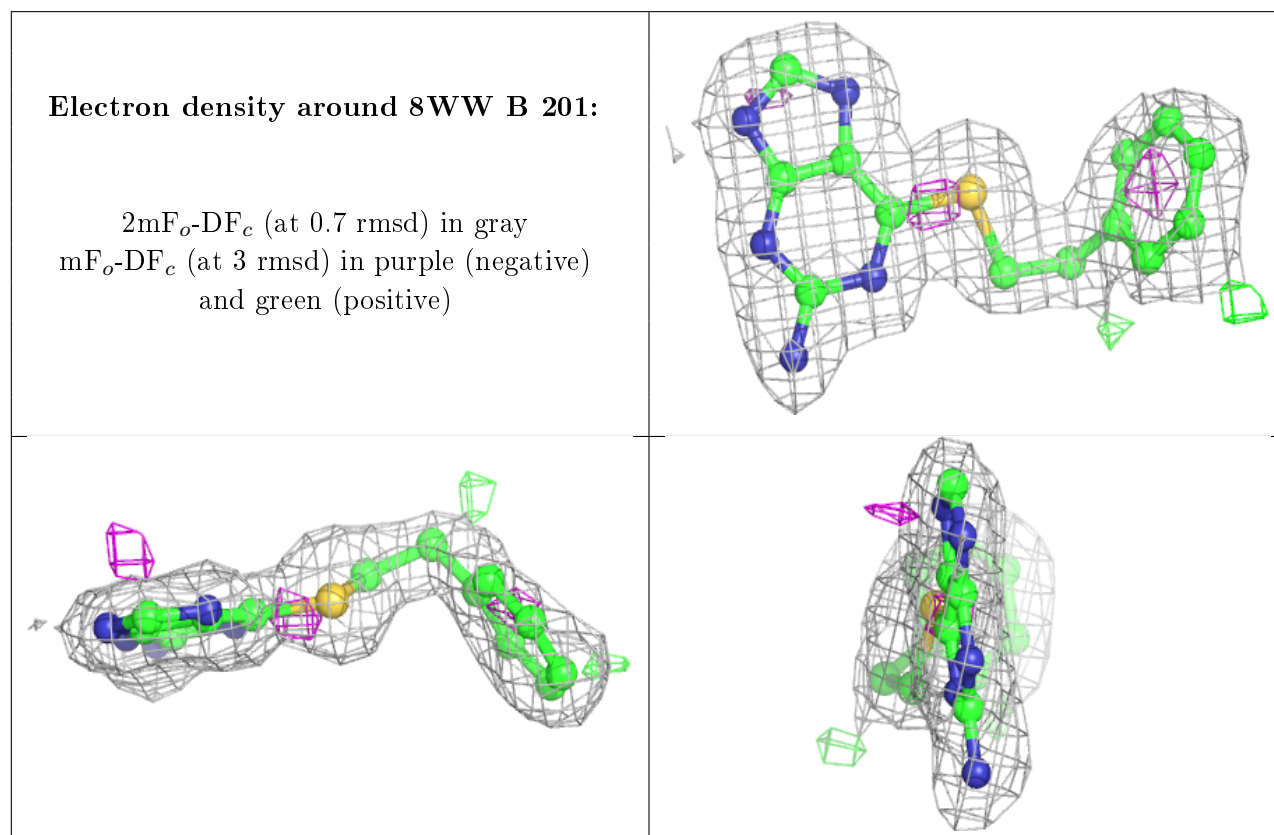 Electron density around 8WW B 201:
2mFₒ-DF𝒸 (at 0.7 rmsd) in gray
mFₒ-DF𝒸 (at 3 rmsd) in purple (negative)
and green (positive)